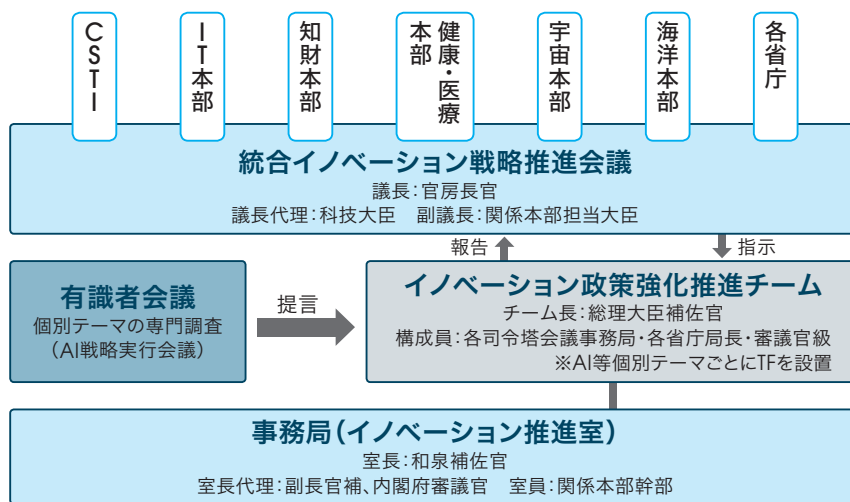 CSTI
IT本部
知財本部
健康・医療
本部
宇宙本部
海洋本部
各省庁
統合イノベーション戦略推進会議
議長：官房長官
議長代理：科技大臣　副議長：関係本部担当大臣
報告
指示
有識者会議
個別テーマの専門調査
（AI戦略実行会議）
提言
イノベーション政策強化推進チーム
チーム長：総理大臣補佐官
構成員：各司令塔会議事務局・各省庁局長・審議官級
※AI等個別テーマごとにTFを設置
事務局（イノベーション推進室）
室長：和泉補佐官
室長代理：副長官補、内閣府審議官　室員：関係本部幹部